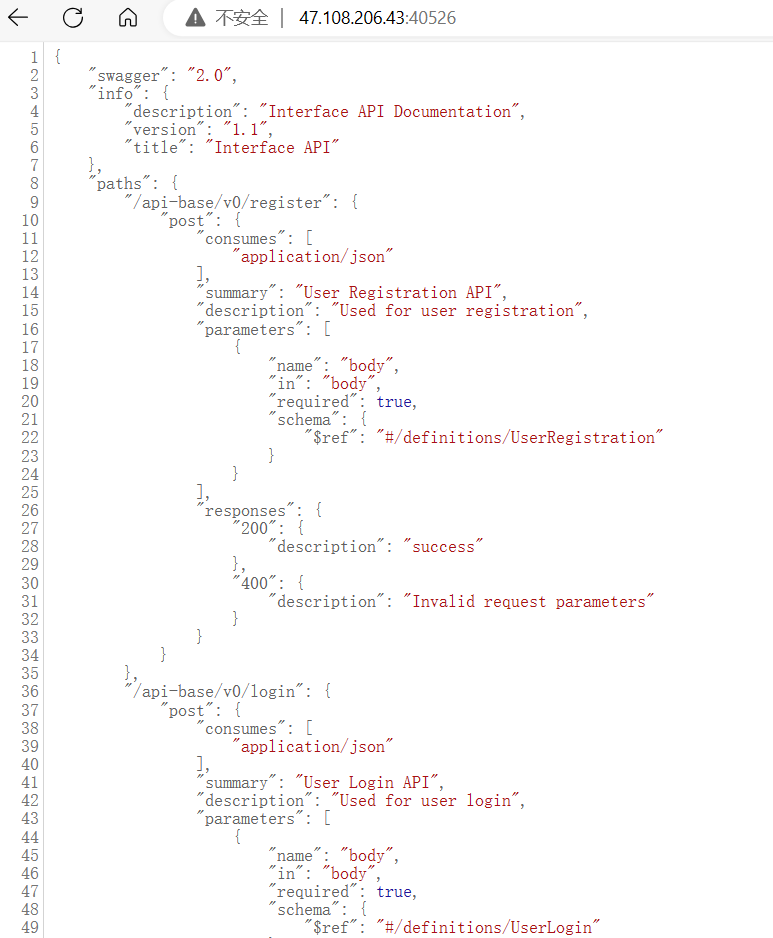 不安全 | 47.108.206.43:40526
1 {
2 "swagger": "2.0",
3 "info": {
4 "description": "Interface API Documentation",
5 "version": "1.1",
6 "title": "Interface API"
7 },
8 "paths": {
9 "/api-base/v0/register": {
10 "post": {
11 "consumes": [
12 "application/json"
13 ],
14 "summary": "User Registration API",
15 "description": "Used for user registration",
16 "parameters": [
17 {
18 "name": "body",
19 "in": "body",
20 "required": true,
21 "schema": {
22 "$ref": "#/definitions/UserRegistration"
23 }
24 }
25 ],
26 "responses": {
27 "200": {
28 "description": "success"
29 },
30 "400": {
31 "description": "Invalid request parameters"
32 }
33 }
34 }
35 },
36 "/api-base/v0/login": {
37 "post": {
38 "consumes": [
39 "application/json"
40 ],
41 "summary": "User Login API",
42 "description": "Used for user login",
43 "parameters": [
44 {
45 "name": "body",
46 "in": "body",
47 "required": true,
48 "schema": {
49 "$ref": "#/definitions/UserLogin"